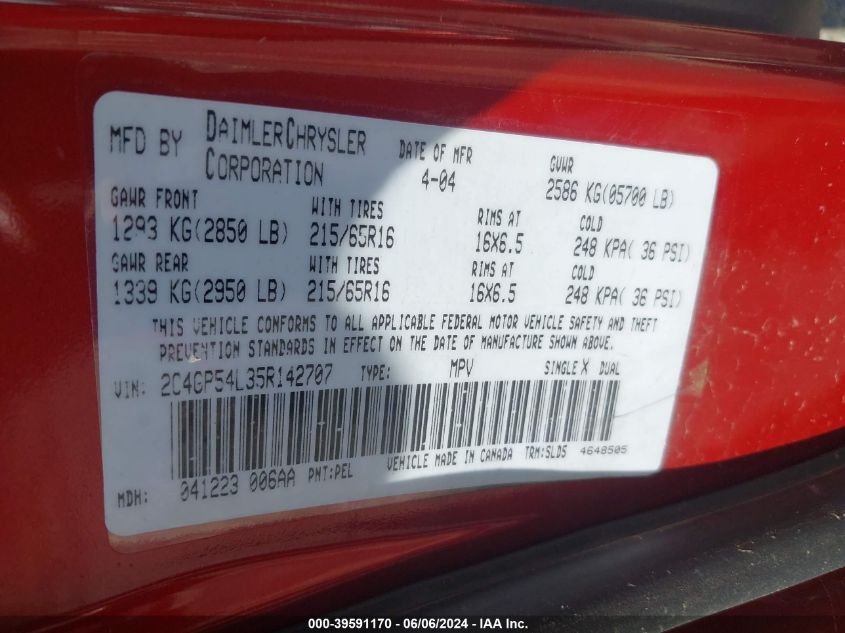 MFD BY DAIMLERCHRYSLER CORPORATION DATE OF MFR 4-04 GVWR 2586 KG(05700 LB)
GAWR FRONT WITH TIRES RIMS AT COLD
1293 KG(2850 LB) 215/65R16 16X6.5 248 KPA( 36 PSI)
GAWR REAR WITH TIRES RIMS AT COLD
1339 KG(2950 LB) 215/65R16 16X6.5 248 KPA( 36 PSI)
THIS VEHICLE CONFORMS TO ALL APPLICABLE FEDERAL MOTOR VEHICLE SAFETY AND THEFT
PREVENTION STANDARDS IN EFFECT ON THE DATE OF MANUFACTURE SHOWN ABOVE.
VIN: 2C4GP54L35R142707 TYPE: MPV SINGLE X DUAL
MDH: 041223 006AA PNT:PEL VEHICLE MADE IN CANADA TRM:SLD5 4648505
000-39591170 - 06/06/2024 - IAA Inc.